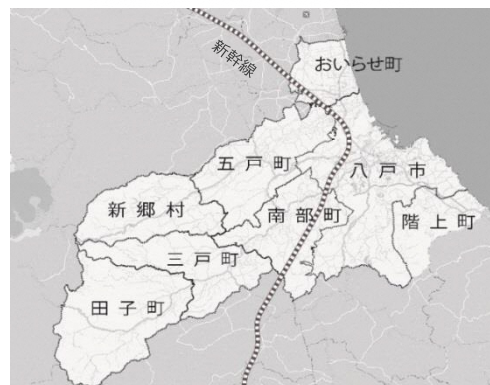 新幹線
おいらせ町
五戸町
八戸市
新郷村
南部町
階上町
三戸町
田子町